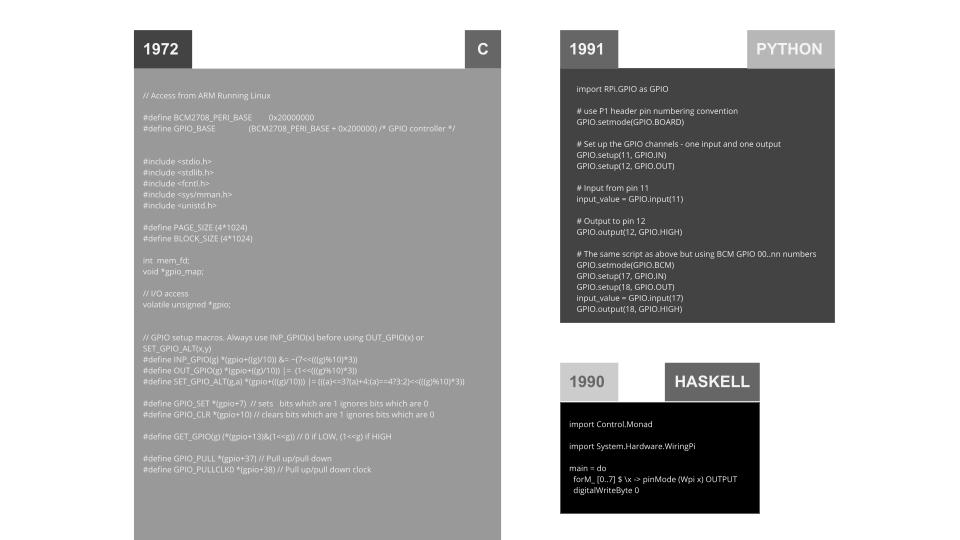 1972
C
// Access from ARM Running Linux
#define BCM2708_PERI_BASE 0x20000000
#define GPIO_BASE (BCM2708_PERI_BASE + 0x200000) /* GPIO controller */
#include <stdio.h>
#include <stdlib.h>
#include <fcntl.h>
#include <sys/mman.h>
#include <unistd.h>
#define PAGE_SIZE (4*1024)
#define BLOCK_SIZE (4*1024)
int mem_fd;
void *gpio_map;
// I/O access
volatile unsigned *gpio;
// GPIO setup macros. Always use INP_GPIO(x) before using OUT_GPIO(x) or
SET_GPIO_ALT(x,y)
#define INP_GPIO(g) *(gpio+((g)/10)) &= ~(7<<(((g)%10)*3))
#define OUT_GPIO(g) *(gpio+((g)/10)) |= (1<<(((g)%10)*3))
#define SET_GPIO_ALT(g,a) *(gpio+(((g)/10))) |= (((a)<=3?(a)+4:(a)==4?3:2)<<(((g)%10)*3))
#define GPIO_SET *(gpio+7) // sets bits which are 1 ignores bits which are 0
#define GPIO_CLR *(gpio+10) // clears bits which are 1 ignores bits which are 0
#define GET_GPIO(g) (*(gpio+13)&(1<<g)) // 0 if LOW, (1<<g) if HIGH
#define GPIO_PULL *(gpio+37) // Pull up/pull down
#define GPIO_PULLCLK0 *(gpio+38) // Pull up/pull down clock
1991
PYTHON
import RPi.GPIO as GPIO
# use P1 header pin numbering convention
GPIO.setmode(GPIO.BOARD)
# Set up the GPIO channels - one input and one output
GPIO.setup(11, GPIO.IN)
GPIO.setup(12, GPIO.OUT)
# Input from pin 11
input_value = GPIO.input(11)
# Output to pin 12
GPIO.output(12, GPIO.HIGH)
# The same script as above but using BCM GPIO 00..nn numbers
GPIO.setmode(GPIO.BCM)
GPIO.setup(17, GPIO.IN)
GPIO.setup(18, GPIO.OUT)
input_value = GPIO.input(17)
GPIO.output(18, GPIO.HIGH)
1990
HASKELL
import Control.Monad
import System.Hardware.WiringPi
main = do
forM_ [0..7] $ \x -> pinMode (Wpi x) OUTPUT
digitalWriteByte 0